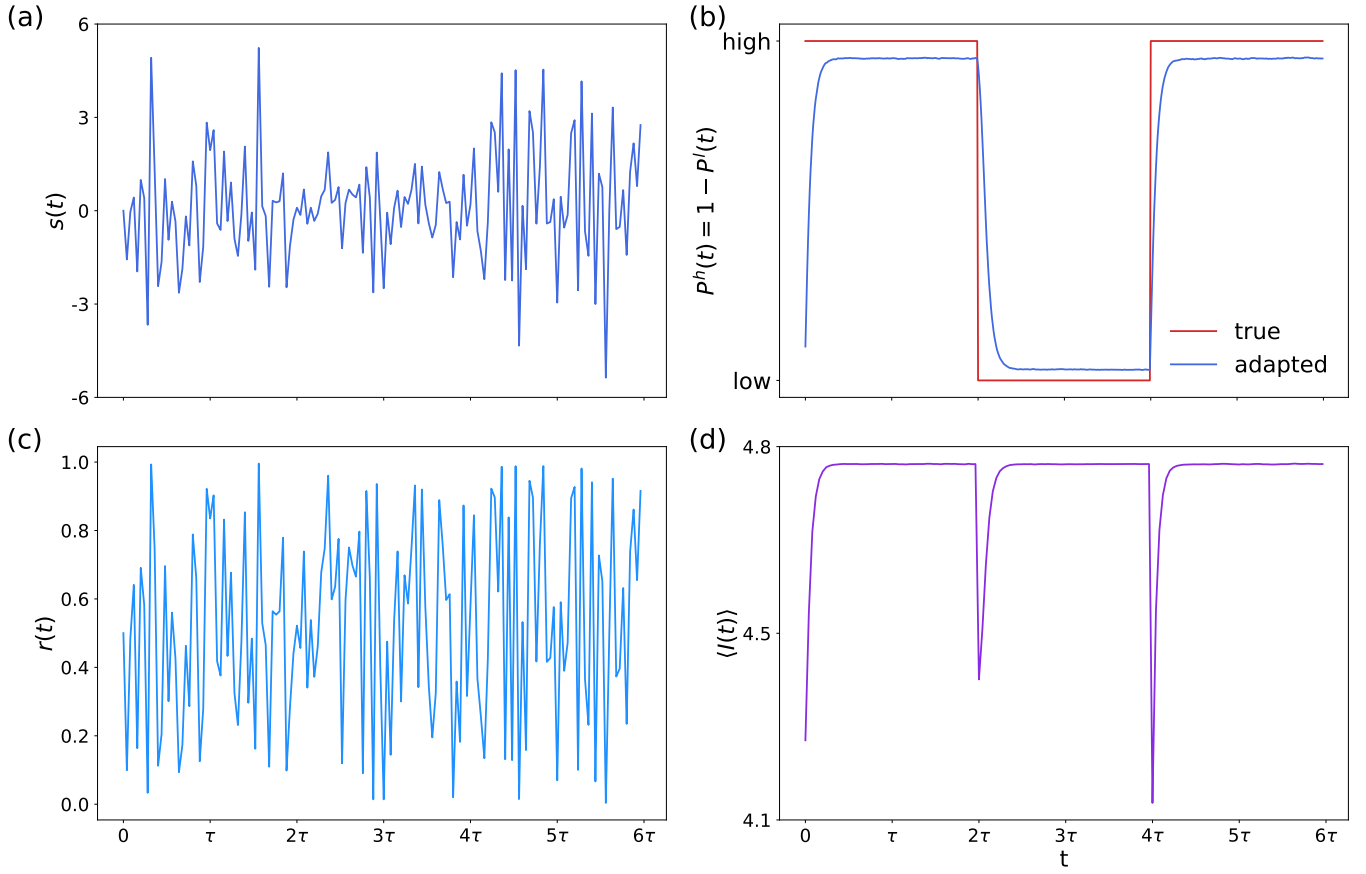 (a)
6
3
0
-3
-6
s(t)
(b)
high
low
P^h(t) = 1 − P^l(t)
true
adapted
(c)
1.0
0.8
0.6
0.4
0.2
0.0
r(t)
0 τ 2τ 3τ 4τ 5τ 6τ
(d)
4.8
4.5
4.1
⟨I(t)⟩
0 τ 2τ 3τ 4τ 5τ 6τ
t